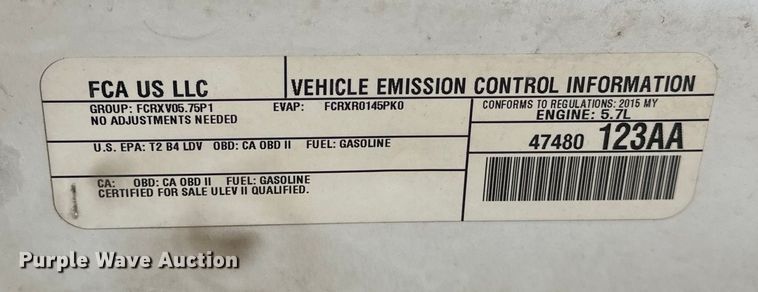 FCA US LLC
VEHICLE EMISSION CONTROL INFORMATION
GROUP: FCRXV05.75P1 EVAP: FCRXR0145PK0
NO ADJUSTMENTS NEEDED
CONFORMS TO REGULATIONS: 2015 MY
ENGINE: 5.7L
U.S. EPA: T2 B4 LDV OBD: CA OBD II FUEL: GASOLINE
47480 123AA
CA: OBD: CA OBD II FUEL: GASOLINE
CERTIFIED FOR SALE ULEV II QUALIFIED.
Purple Wave Auction